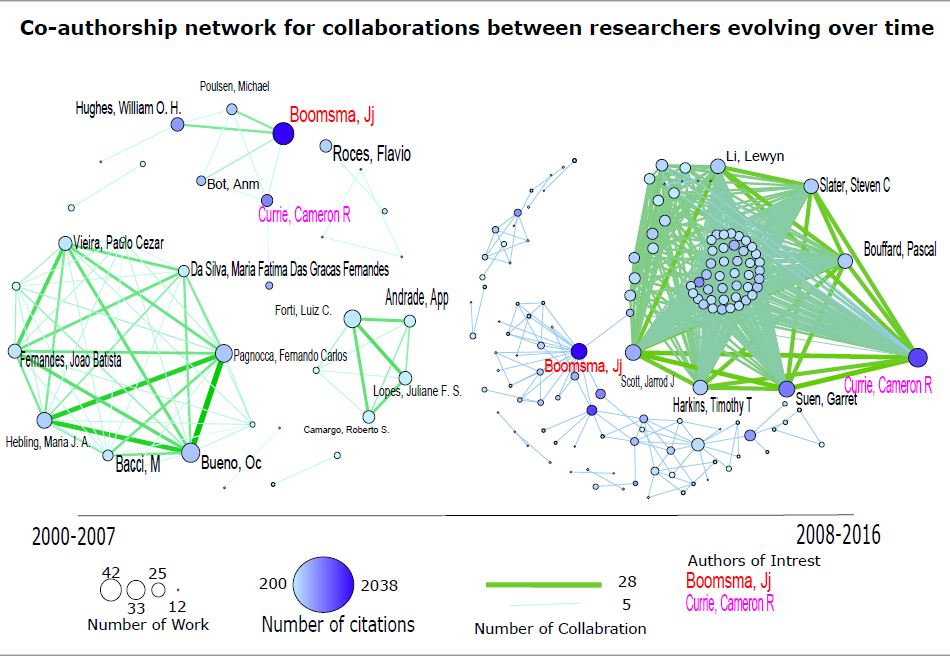 Co-authorship network for collaborations between researchers evolving over time
Poulsen, Michael
Hughes, William O. H.
Boomsma, Jj
Roces, Flavio
Bot, Anm
Currie, Cameron R
Vieira, Paulo Cezar
Da Silva, Maria Fatima Das Gracas Fernandes
Forti, Luiz C.
Andrade, App
Fernandes, Joao Batista
Pagnocca, Fernando Carlos
Lopes, Juliane F. S.
Camargo, Roberto S.
Hebling, Maria J. A.
Bacci, M
Bueno, Oc
Li, Lewyn
Slater, Steven C
Bouffard, Pascal
Boomsma, Jj
Scott, Jarrod J
Currie, Cameron R
Harkins, Timothy T
Suen, Garret
2000-2007
2008-2016
42
25
33
12
Number of Work
200
2038
Number of citations
28
5
Number of Collabration
Authors of Intrest
Boomsma, Jj
Currie, Cameron R